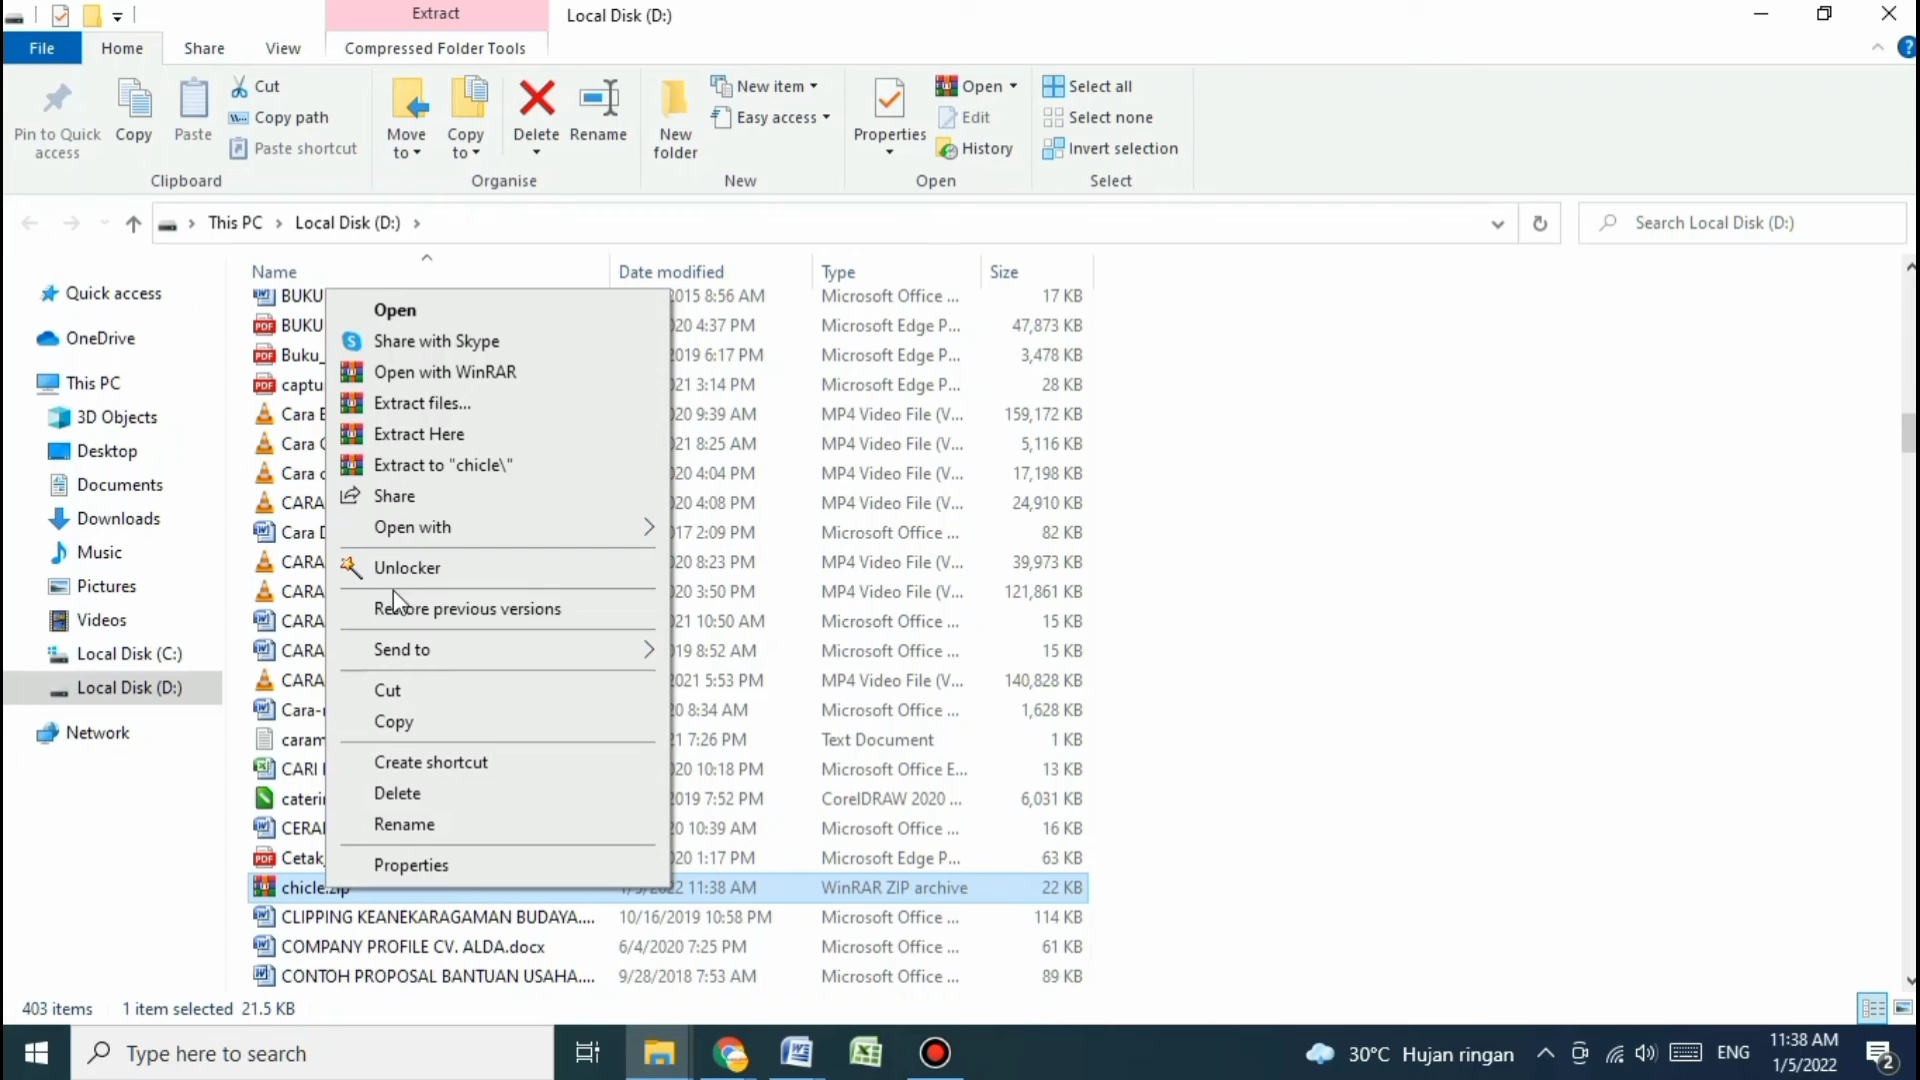 Extract
Local Disk (D:)
File
Home
Share
View
Compressed Folder Tools
Pin to Quick
access
Copy
Paste
Cut
Copy path
Paste shortcut
Clipboard
Move
to
Copy
to
Delete
Rename
Organise
New
folder
New item
Easy access
New
Properties
Open
Edit
History
Open
Select all
Select none
Invert selection
Select
This PC
Local Disk (D:)
Search Local Disk (D:)
Quick access
OneDrive
This PC
3D Objects
Desktop
Documents
Downloads
Music
Pictures
Videos
Local Disk (C:)
Local Disk (D:)
Network
Name Date modified Type Size
BUKU 2015 8:56 AM Microsoft Office ... 17 KB
BUKU 20 4:37 PM Microsoft Edge P... 47,873 KB
Buku_ 2019 6:17 PM Microsoft Edge P... 3,478 KB
captu 21 3:14 PM Microsoft Edge P... 28 KB
Cara 20 9:39 AM MP4 Video File (V... 159,172 KB
Cara 21 8:25 AM MP4 Video File (V... 5,116 KB
Cara 20 4:04 PM MP4 Video File (V... 17,198 KB
CARA 20 4:08 PM MP4 Video File (V... 24,910 KB
Cara 17 2:09 PM Microsoft Office ... 82 KB
CARA 20 8:23 PM MP4 Video File (V... 39,973 KB
CARA 20 3:50 PM MP4 Video File (V... 121,861 KB
CARA 21 10:50 AM Microsoft Office ... 15 KB
CARA 19 8:52 AM Microsoft Office ... 15 KB
CARA 021 5:53 PM MP4 Video File (V... 140,828 KB
Cara- 20 8:34 AM Microsoft Office ... 1,628 KB
caram 21 7:26 PM Text Document 1 KB
CARI 020 10:18 PM Microsoft Office E... 13 KB
caterin 2019 7:52 PM CorelDRAW 2020 ... 6,031 KB
CERA 20 10:39 AM Microsoft Office ... 16 KB
Cetak_ 020 1:17 PM Microsoft Edge P... 63 KB
chicle.zip 1/5/2022 11:38 AM WinRAR ZIP archive 22 KB
CLIPPING KEANEKARAGAMAN BUDAYA.... 10/16/2019 10:58 PM Microsoft Office ... 114 KB
COMPANY PROFILE CV. ALDA.docx 6/4/2020 7:25 PM Microsoft Office ... 61 KB
CONTOH PROPOSAL BANTUAN USAHA.... 9/28/2018 7:53 AM Microsoft Office ... 89 KB
Open
Share with Skype
Open with WinRAR
Extract files...
Extract Here
Extract to "chicle\"
Share
Open with
Unlocker
Restore previous versions
Send to
Cut
Copy
Create shortcut
Delete
Rename
Properties
403 items 1 item selected 21.5 KB
Type here to search
30°C Hujan ringan
ENG
11:38 AM
1/5/2022
2